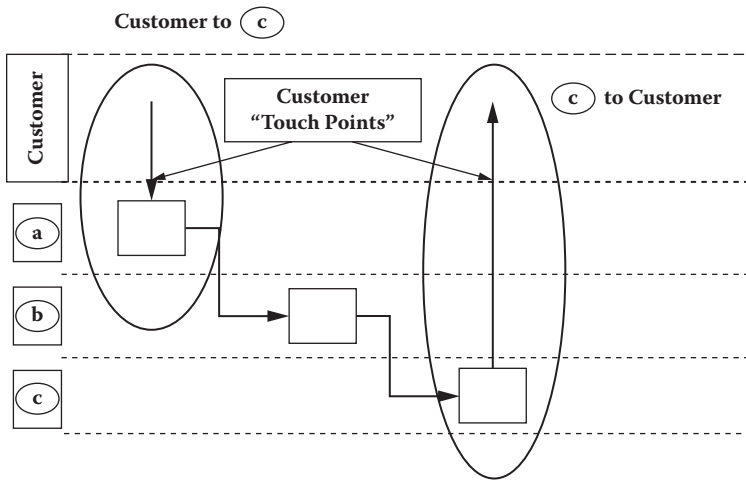 Customer to c
Customer
Customer
“Touch Points”
c to Customer
a
b
c